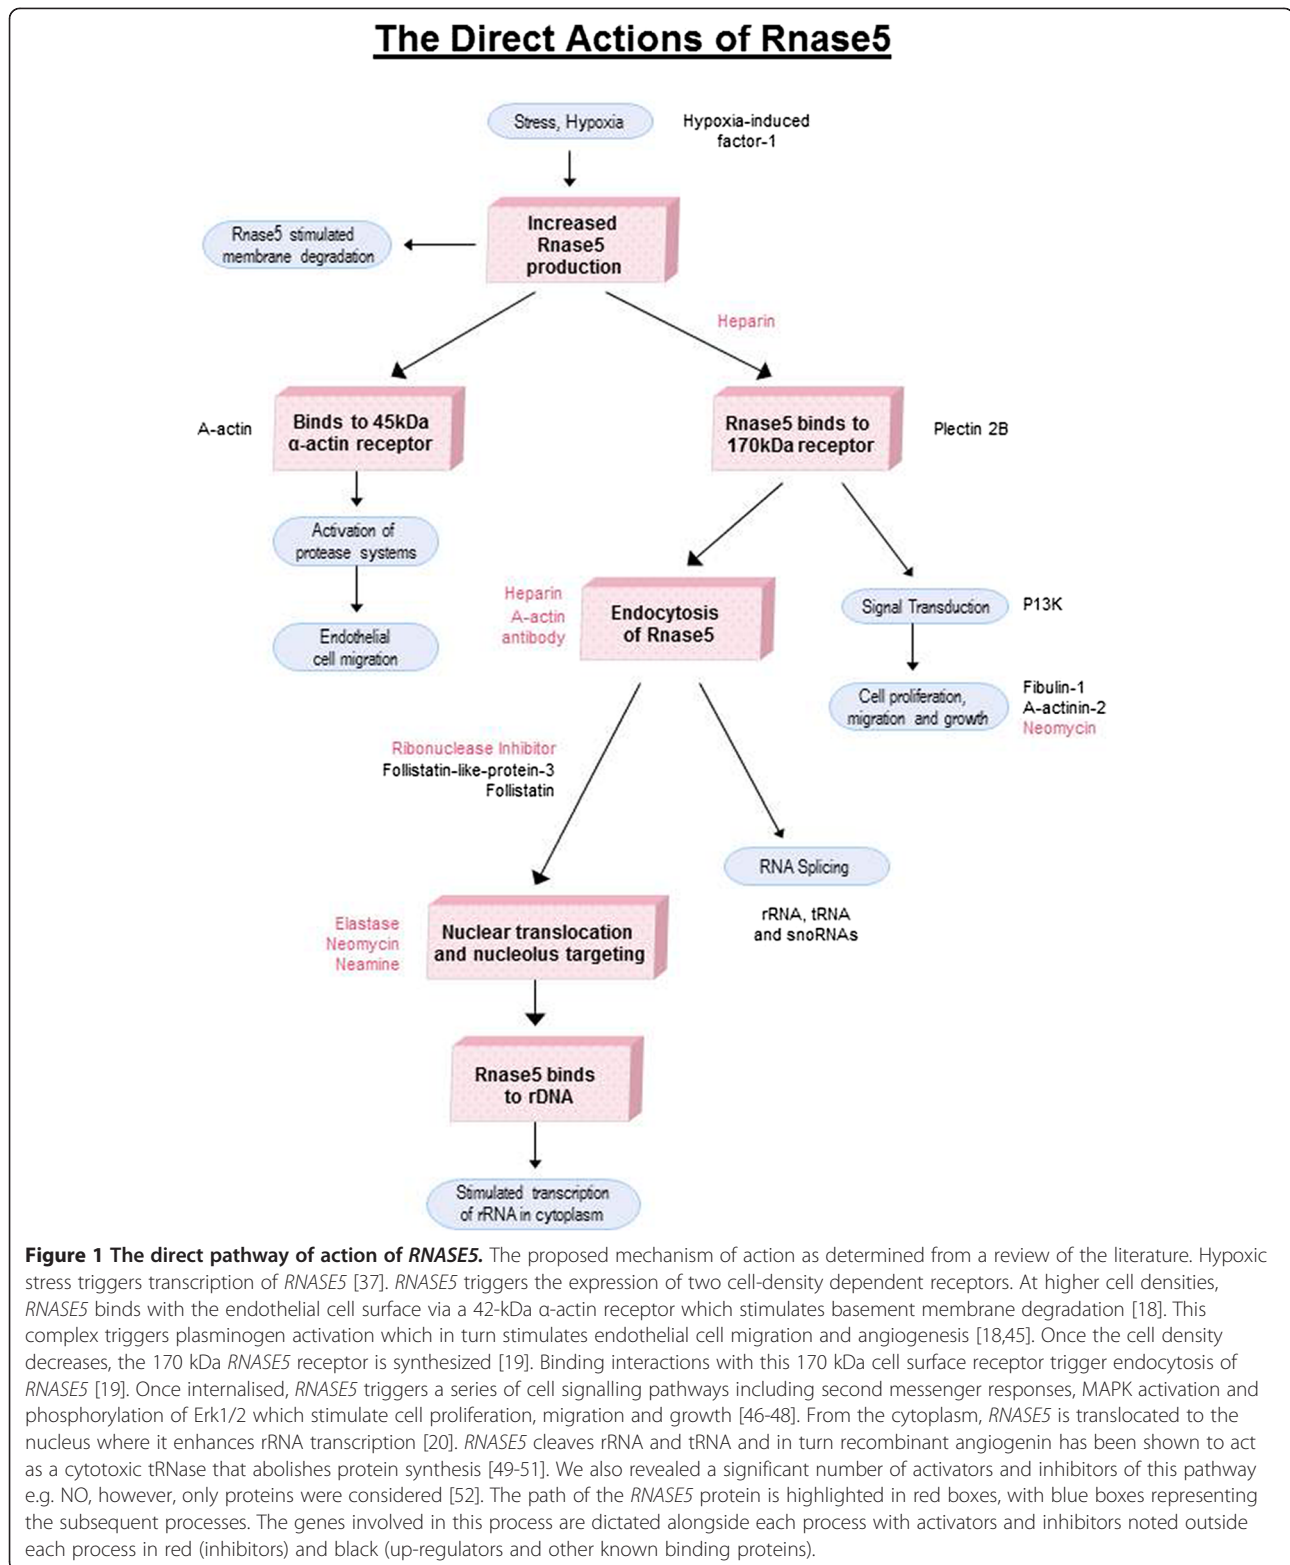 The Direct Actions of Rnase5
Stress, Hypoxia
Hypoxia-induced
factor-1
Increased
Rnase5
production
Rnase5 stimulated
membrane degradation
Heparin
A-actin
Binds to 45kDa
α-actin receptor
Rnase5 binds to
170kDa receptor
Plectin 2B
Activation of
protease systems
Endothelial
cell migration
Heparin
A-actin
antibody
Endocytosis
of Rnase5
Signal Transduction
P13K
Cell proliferation,
migration and growth
Fibulin-1
A-actinin-2
Neomycin
Ribonuclease Inhibitor
Follistatin-like-protein-3
Follistatin
RNA Splicing
rRNA, tRNA
and snoRNAs
Elastase
Neomycin
Neamine
Nuclear translocation
and nucleolus targeting
Rnase5 binds
to rDNA
Stimulated transcription
of rRNA in cytoplasm
Figure 1 The direct pathway of action of RNASE5. The proposed mechanism of action as determined from a review of the literature. Hypoxic
stress triggers transcription of RNASE5 [37]. RNASE5 triggers the expression of two cell-density dependent receptors. At higher cell densities,
RNASE5 binds with the endothelial cell surface via a 42-kDa α-actin receptor which stimulates basement membrane degradation [18]. This
complex triggers plasminogen activation which in turn stimulates endothelial cell migration and angiogenesis [18,45]. Once the cell density
decreases, the 170 kDa RNASE5 receptor is synthesized [19]. Binding interactions with this 170 kDa cell surface receptor trigger endocytosis of
RNASE5 [19]. Once internalised, RNASE5 triggers a series of cell signalling pathways including second messenger responses, MAPK activation and
phosphorylation of Erk1/2 which stimulate cell proliferation, migration and growth [46-48]. From the cytoplasm, RNASE5 is translocated to the
nucleus where it enhances rRNA transcription [20]. RNASE5 cleaves rRNA and tRNA and in turn recombinant angiogenin has been shown to act
as a cytotoxic tRNase that abolishes protein synthesis [49-51]. We also revealed a significant number of activators and inhibitors of this pathway
e.g. NO, however, only proteins were considered [52]. The path of the RNASE5 protein is highlighted in red boxes, with blue boxes representing
the subsequent processes. The genes involved in this process are dictated alongside each process with activators and inhibitors noted outside
each process in red (inhibitors) and black (up-regulators and other known binding proteins).